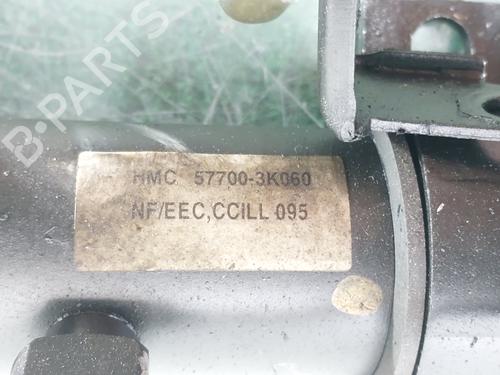 B-PARTS
HMC 57700-3K060
NF/EEC,CCILL 095